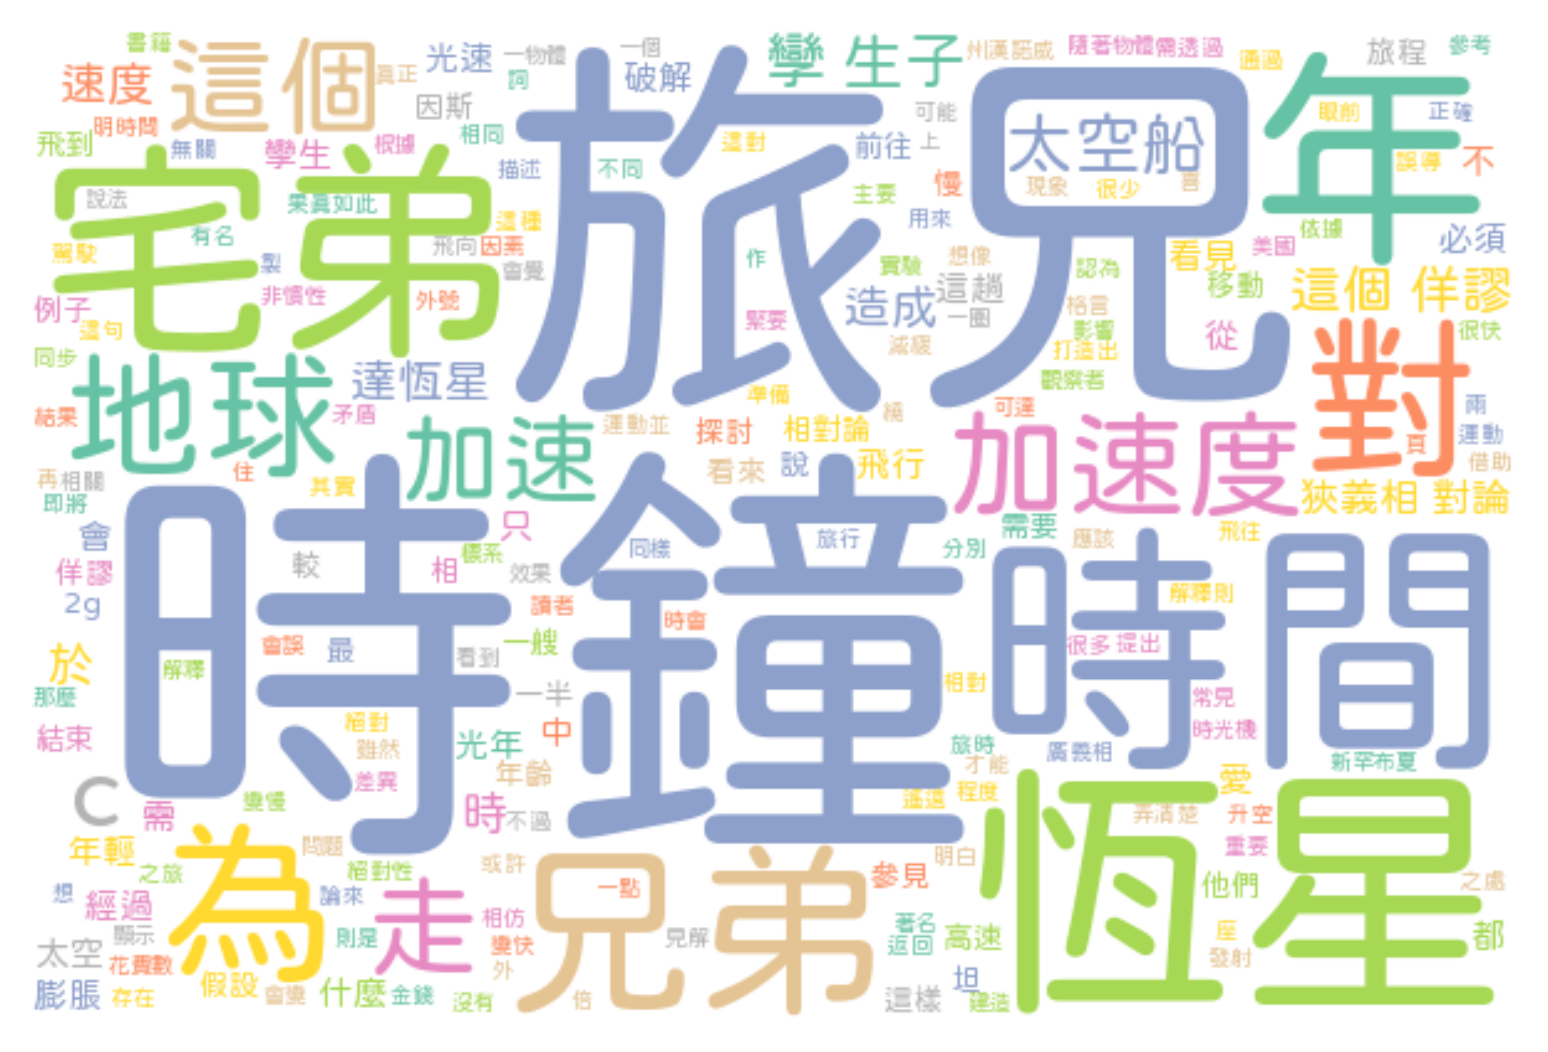 書籍
這個
真正
光速
一物體
一個
孿 生子
州漢諾威
隨著物體需透過
通過
旅程
參考
速度
詞
破解
旅兄
年
因斯
可能
太空船
眼前
正確
明時間
相同
這對
上
飛到
無關
孿生
根據
描述
不同
前往
誤導
不
宅弟
慢
現象
很少
喜
說法
果真如此
主要
有名
這種
用來
依據
必須
駕駛
飛向
因素
作
想像
看見
美國
製
會覺
實驗
認為
例子
非慣性
外號
造成
這趟
移動
這個 佯謬
格言
這句
緊要
一圈
影響
從
對
很快
同步
減緩
打造出
地球
達恆星
觀察者
準備
結果
矛盾
加速
運動並
繞
可達
加速度
兩
探討
相對論
運動
頁
再
相關
住
看來
說
飛行
借助
即將
其實
狹義相 對論
時鐘
時間
會
只
需要
飛往
同樣
旅行
分別
應該
佯謬
較
相
標系
效果
2g
讀者
解釋則
時會
於
解釋
會誤
最
看到
一艘
很多
提出
那麼
一半
相對
常見
結束
絕對
中
時光機
雖然
光年
旅時
廣義相
新罕布夏
差異
年齡
才能
C
需
變慢
時
不過
遙遠
程度
恆星
愛
弄清楚
升空
年輕
為
問題
兄弟
明白
重要
之旅
絕對性
或許
想
論來
走
一點
參見
他們
之處
經過
相仿
著名
太空
顯示
則是
變快
見解
返回
高速
座
都
花費數
外
發射
膨脹
存在
假設
會變
什麼
金錢
沒有
倍
這樣
坦
建造